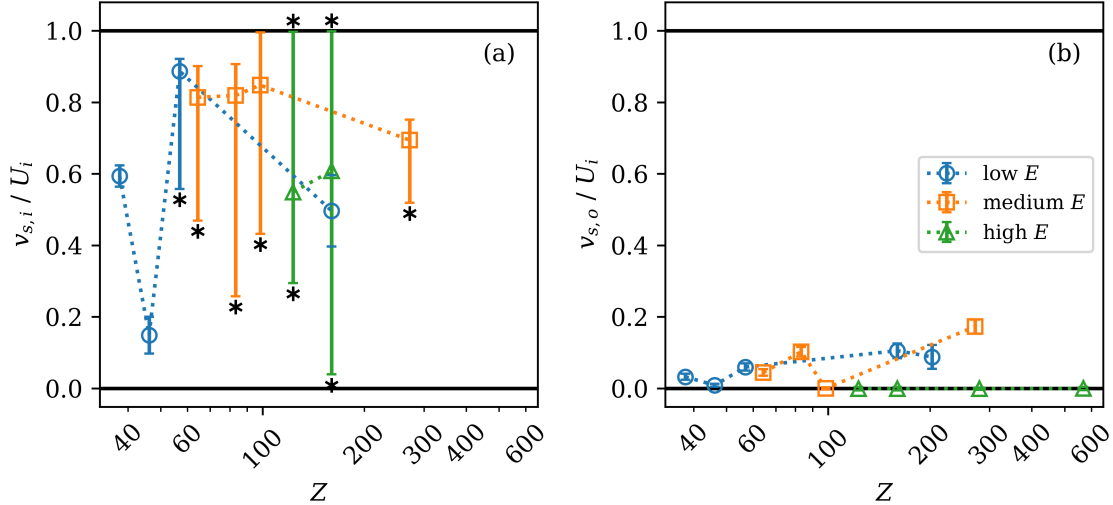 (a)
1.0
0.8
0.6
0.4
0.2
0.0
v_{s,i} / U_i
* * * * * * * * * *
40 60 100 200 300 400 600
Z
(b)
1.0
0.8
0.6
0.4
0.2
0.0
v_{s,o} / U_i
low E
medium E
high E
40 60 100 200 300 400 600
Z